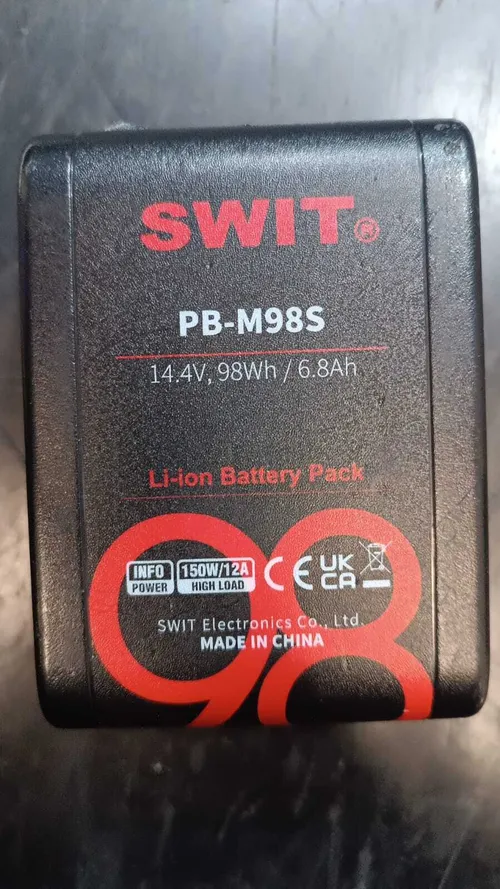 SWIT®
PB-M98S
14.4V, 98Wh / 6.8Ah
Li-ion Battery Pack
98
INFO
POWER
150W/12A
HIGH LOAD
CE
UK
CA
SWIT Electronics Co., Ltd
MADE IN CHINA